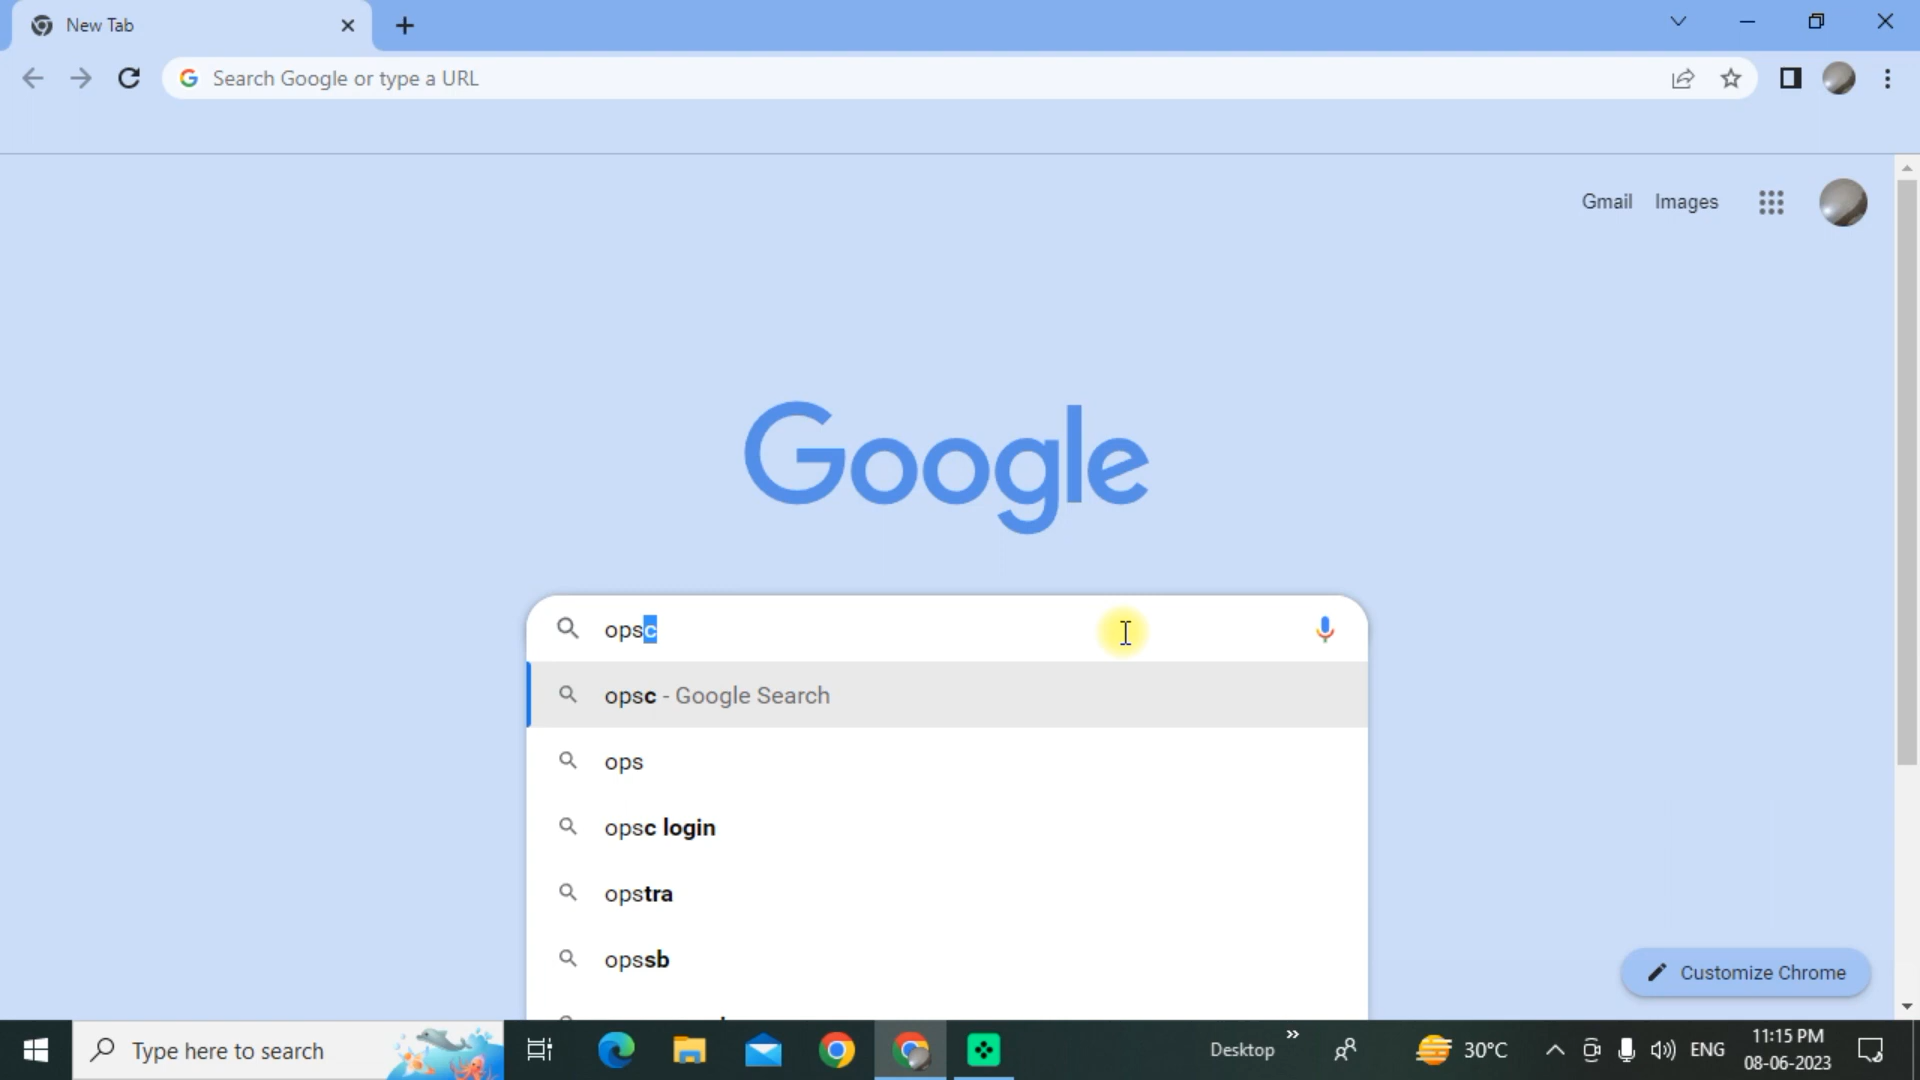 New Tab
Search Google or type a URL
Gmail Images
Google
opsc
opsc - Google Search
ops
opsc login
opstra
opssb
Customize Chrome
Type here to search
Desktop
30°C
ENG
11:15 PM
08-06-2023